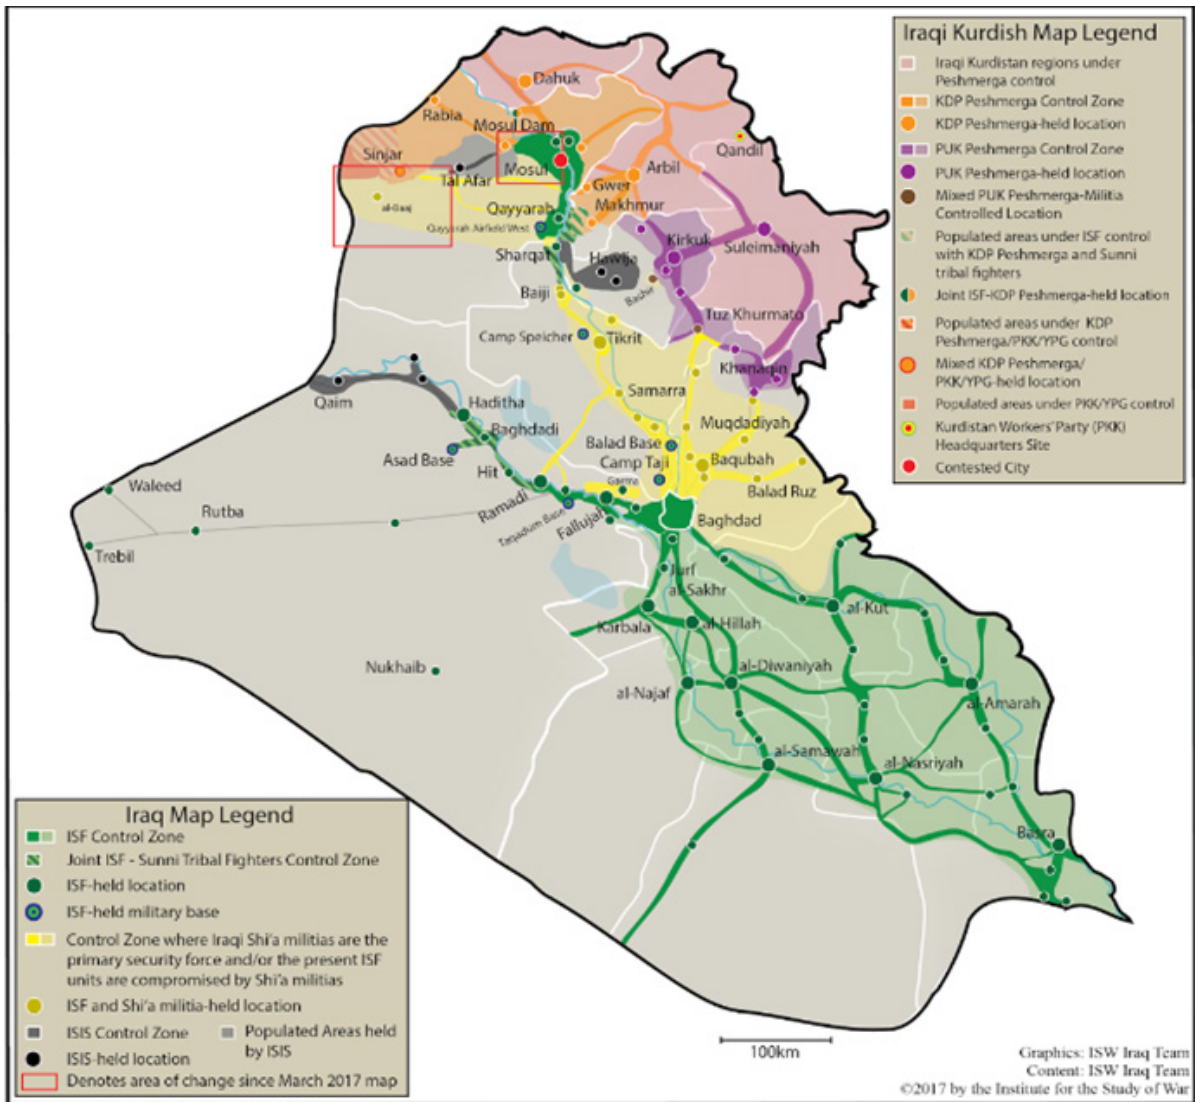 Iraqi Kurdish Map Legend
Iraqi Kurdistan regions under
Peshmerga control
KDP Peshmerga Control Zone
KDP Peshmerga-held location
PUK Peshmerga Control Zone
PUK Peshmerga-held location
Mixed PUK Peshmerga-Militia
Controlled Location
Populated areas under ISF control
with KDP Peshmerga and Sunni
tribal fighters
Joint ISF-KDP Peshmerga-held location
Populated areas under KDP
Peshmerga/PKK/YPG control
Mixed KDP Peshmerga/
PKK/YPG-held location
Populated areas under PKK/YPG control
Kurdistan Workers' Party (PKK)
Headquarters Site
Contested City
Dahuk
Rabia
Mosul Dam
Qandil
Sinjar
Mosul
Arbil
Tal Afar
Gwer
al-Baaj
Qayyarah
Makhmur
Qayyarah Airfield West
Kirkuk
Suleimaniyah
Sharqat
Hawija
Baiji
Bashir
Tuz Khurmato
Camp Speicher
Tikrit
Khanaqin
Qaim
Samarra
Haditha
Muqdadiyah
Baghdadi
Balad Base
Asad Base
Camp Taji
Baqubah
Hit
Garma
Balad Ruz
Waleed
Ramadi
Rutba
Taqadum Base
Fallujah
Baghdad
Trebil
Jurf
al-Sakhr
al-Kut
Karbala
al-Hillah
Nukhaib
al-Diwaniyah
al-Najaf
al-Amarah
al-Samawah
al-Nasriyah
Basra
Iraq Map Legend
ISF Control Zone
Joint ISF - Sunni Tribal Fighters Control Zone
ISF-held location
ISF-held military base
Control Zone where Iraqi Shi'a militias are the
primary security force and/or the present ISF
units are compromised by Shi'a militias
ISF and Shi'a militia-held location
ISIS Control Zone
Populated Areas held
by ISIS
ISIS-held location
Denotes area of change since March 2017 map
100km
Graphics: ISW Iraq Team
Content: ISW Iraq Team
©2017 by the Institute for the Study of War